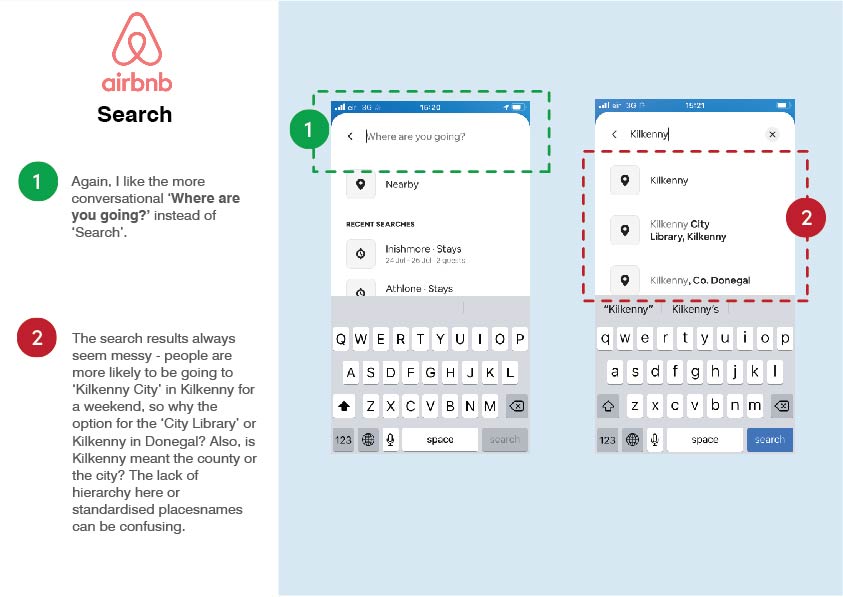 airbnb
Search
1
Again, I like the more
conversational ‘Where are
you going?’ instead of
‘Search’.
2
The search results always
seem messy - people are
more likely to be going to
‘Kilkenny City’ in Kilkenny for
a weekend, so why the
option for the ‘City Library’ or
Kilkenny in Donegal? Also, is
Kilkenny meant the county or
the city? The lack of
hierarchy here or
standardised placesnames
can be confusing.
1
eir 3G 15:20
Where are you going?
Nearby
RECENT SEARCHES
Inishmore · Stays
24 Jul - 26 Jul · 2 guests
Athlone · Stays
Q W E R T Y U I O P
A S D F G H J K L
Z X C V B N M
123 space search
2
eir 3G 15:21
Kilkenny
Kilkenny
Kilkenny City
Library, Kilkenny
Kilkenny, Co. Donegal
“Kilkenny” Kilkenny’s
q w e r t y u i o p
a s d f g h j k l
z x c v b n m
123 space search